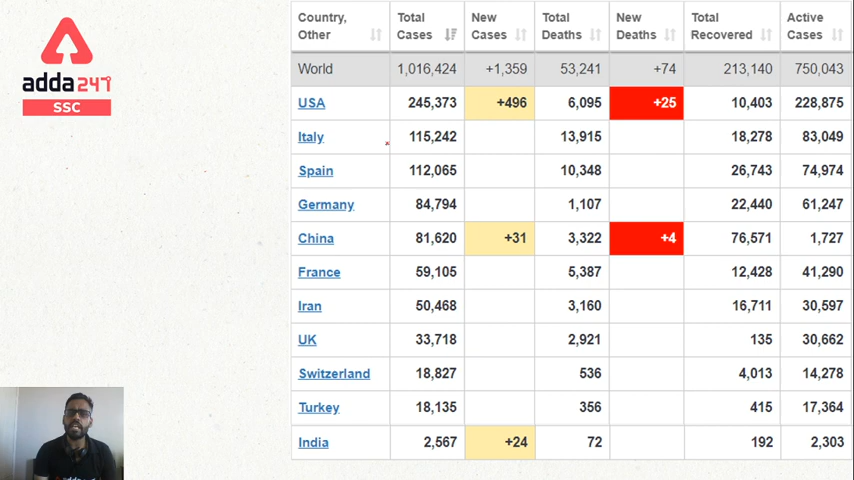 adda247
SSC
Country, Other Total Cases New Cases Total Deaths New Deaths Total Recovered Active Cases
World 1,016,424 +1,359 53,241 +74 213,140 750,043
USA 245,373 +496 6,095 +25 10,403 228,875
Italy 115,242 13,915 18,278 83,049
Spain 112,065 10,348 26,743 74,974
Germany 84,794 1,107 22,440 61,247
China 81,620 +31 3,322 +4 76,571 1,727
France 59,105 5,387 12,428 41,290
Iran 50,468 3,160 16,711 30,597
UK 33,718 2,921 135 30,662
Switzerland 18,827 536 4,013 14,278
Turkey 18,135 356 415 17,364
India 2,567 +24 72 192 2,303